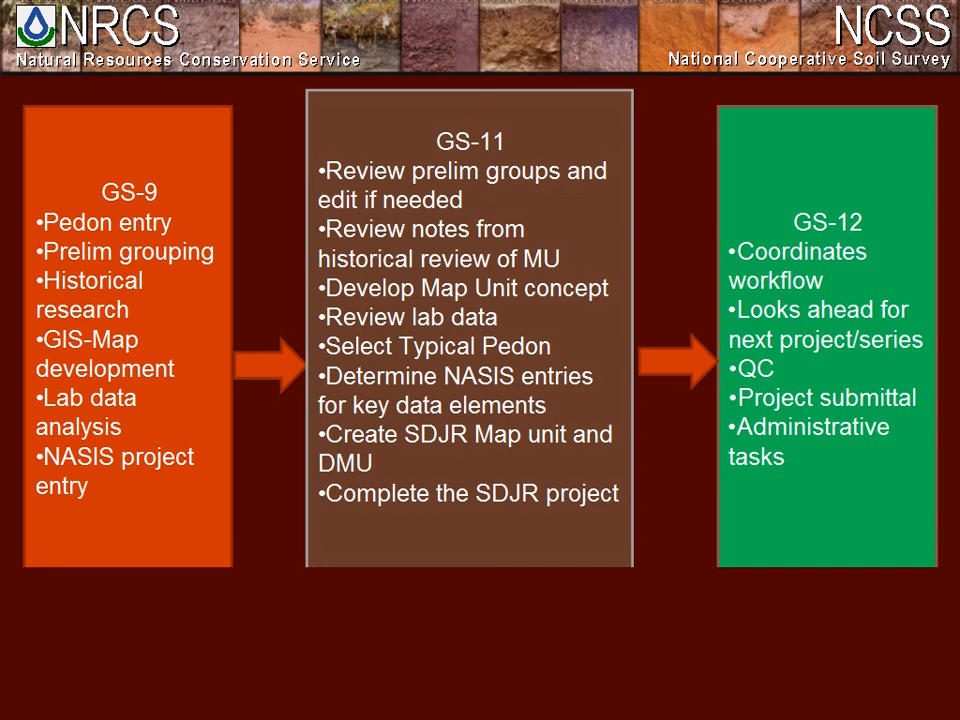 NRCS
Natural Resources Conservation Service
NCSS
National Cooperative Soil Survey
GS-9
•Pedon entry
•Prelim grouping
•Historical
research
•GIS-Map
development
•Lab data
analysis
•NASIS project
entry
GS-11
•Review prelim groups and
edit if needed
•Review notes from
historical review of MU
•Develop Map Unit concept
•Review lab data
•Select Typical Pedon
•Determine NASIS entries
for key data elements
•Create SDJR Map unit and
DMU
•Complete the SDJR project
GS-12
•Coordinates
workflow
•Looks ahead for
next project/series
•QC
•Project submittal
•Administrative
tasks